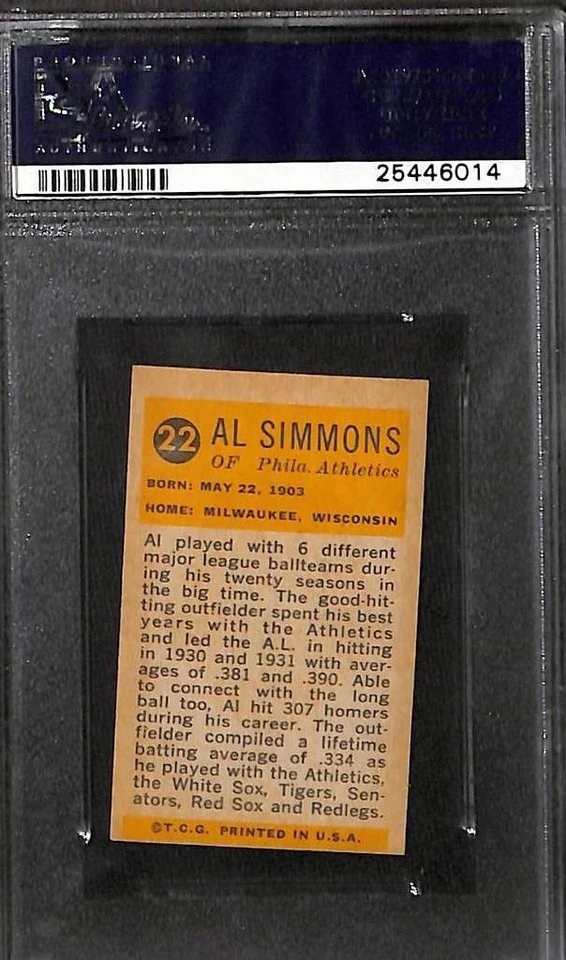 25446014
22 AL SIMMONS
OF Phila. Athletics
BORN: MAY 22, 1903
HOME: MILWAUKEE, WISCONSIN
Al played with 6 different
major league ballteams dur-
ing his twenty seasons in
the big time. The good-hit-
ting outfielder spent his best
years with the Athletics
and led the A.L. in hitting
in 1930 and 1931 with aver-
ages of .381 and .390. Able
to connect with the long
ball too, Al hit 307 homers
during his career. The out-
fielder compiled a lifetime
batting average of .334 as
he played with the Athletics,
the White Sox, Tigers, Sen-
ators, Red Sox and Redlegs.
©T.C.G. PRINTED IN U.S.A.